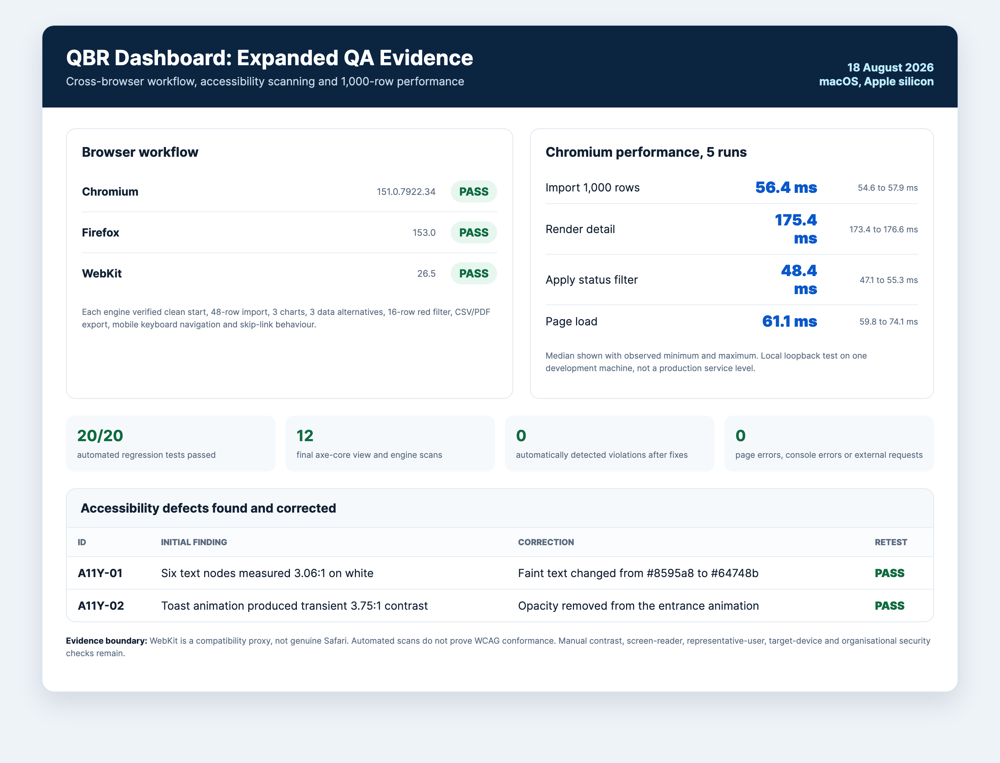 QBR Dashboard: Expanded QA Evidence
Cross-browser workflow, accessibility scanning and 1,000-row performance
18 August 2026
macOS, Apple silicon
Browser workflow
Chromium 151.0.7922.34 PASS
Firefox 153.0 PASS
WebKit 26.5 PASS
Each engine verified clean start, 48-row import, 3 charts, 3 data alternatives, 16-row red filter, CSV/PDF
export, mobile keyboard navigation and skip-link behaviour.
Chromium performance, 5 runs
Import 1,000 rows 56.4 ms 54.6 to 57.9 ms
Render detail 175.4 ms 173.4 to 176.6 ms
Apply status filter 48.4 ms 47.1 to 55.3 ms
Page load 61.1 ms 59.8 to 74.1 ms
Median shown with observed minimum and maximum. Local loopback test on one
development machine, not a production service level.
20/20
automated regression tests passed
12
final axe-core view and engine scans
0
automatically detected violations after fixes
0
page errors, console errors or external requests
Accessibility defects found and corrected
ID INITIAL FINDING CORRECTION RETEST
A11Y-01 Six text nodes measured 3.06:1 on white Faint text changed from #8595a8 to #64748b PASS
A11Y-02 Toast animation produced transient 3.75:1 contrast Opacity removed from the entrance animation PASS
Evidence boundary: WebKit is a compatibility proxy, not genuine Safari. Automated scans do not prove WCAG conformance. Manual contrast, screen-reader, representative-user, target-device and organisational security
checks remain.